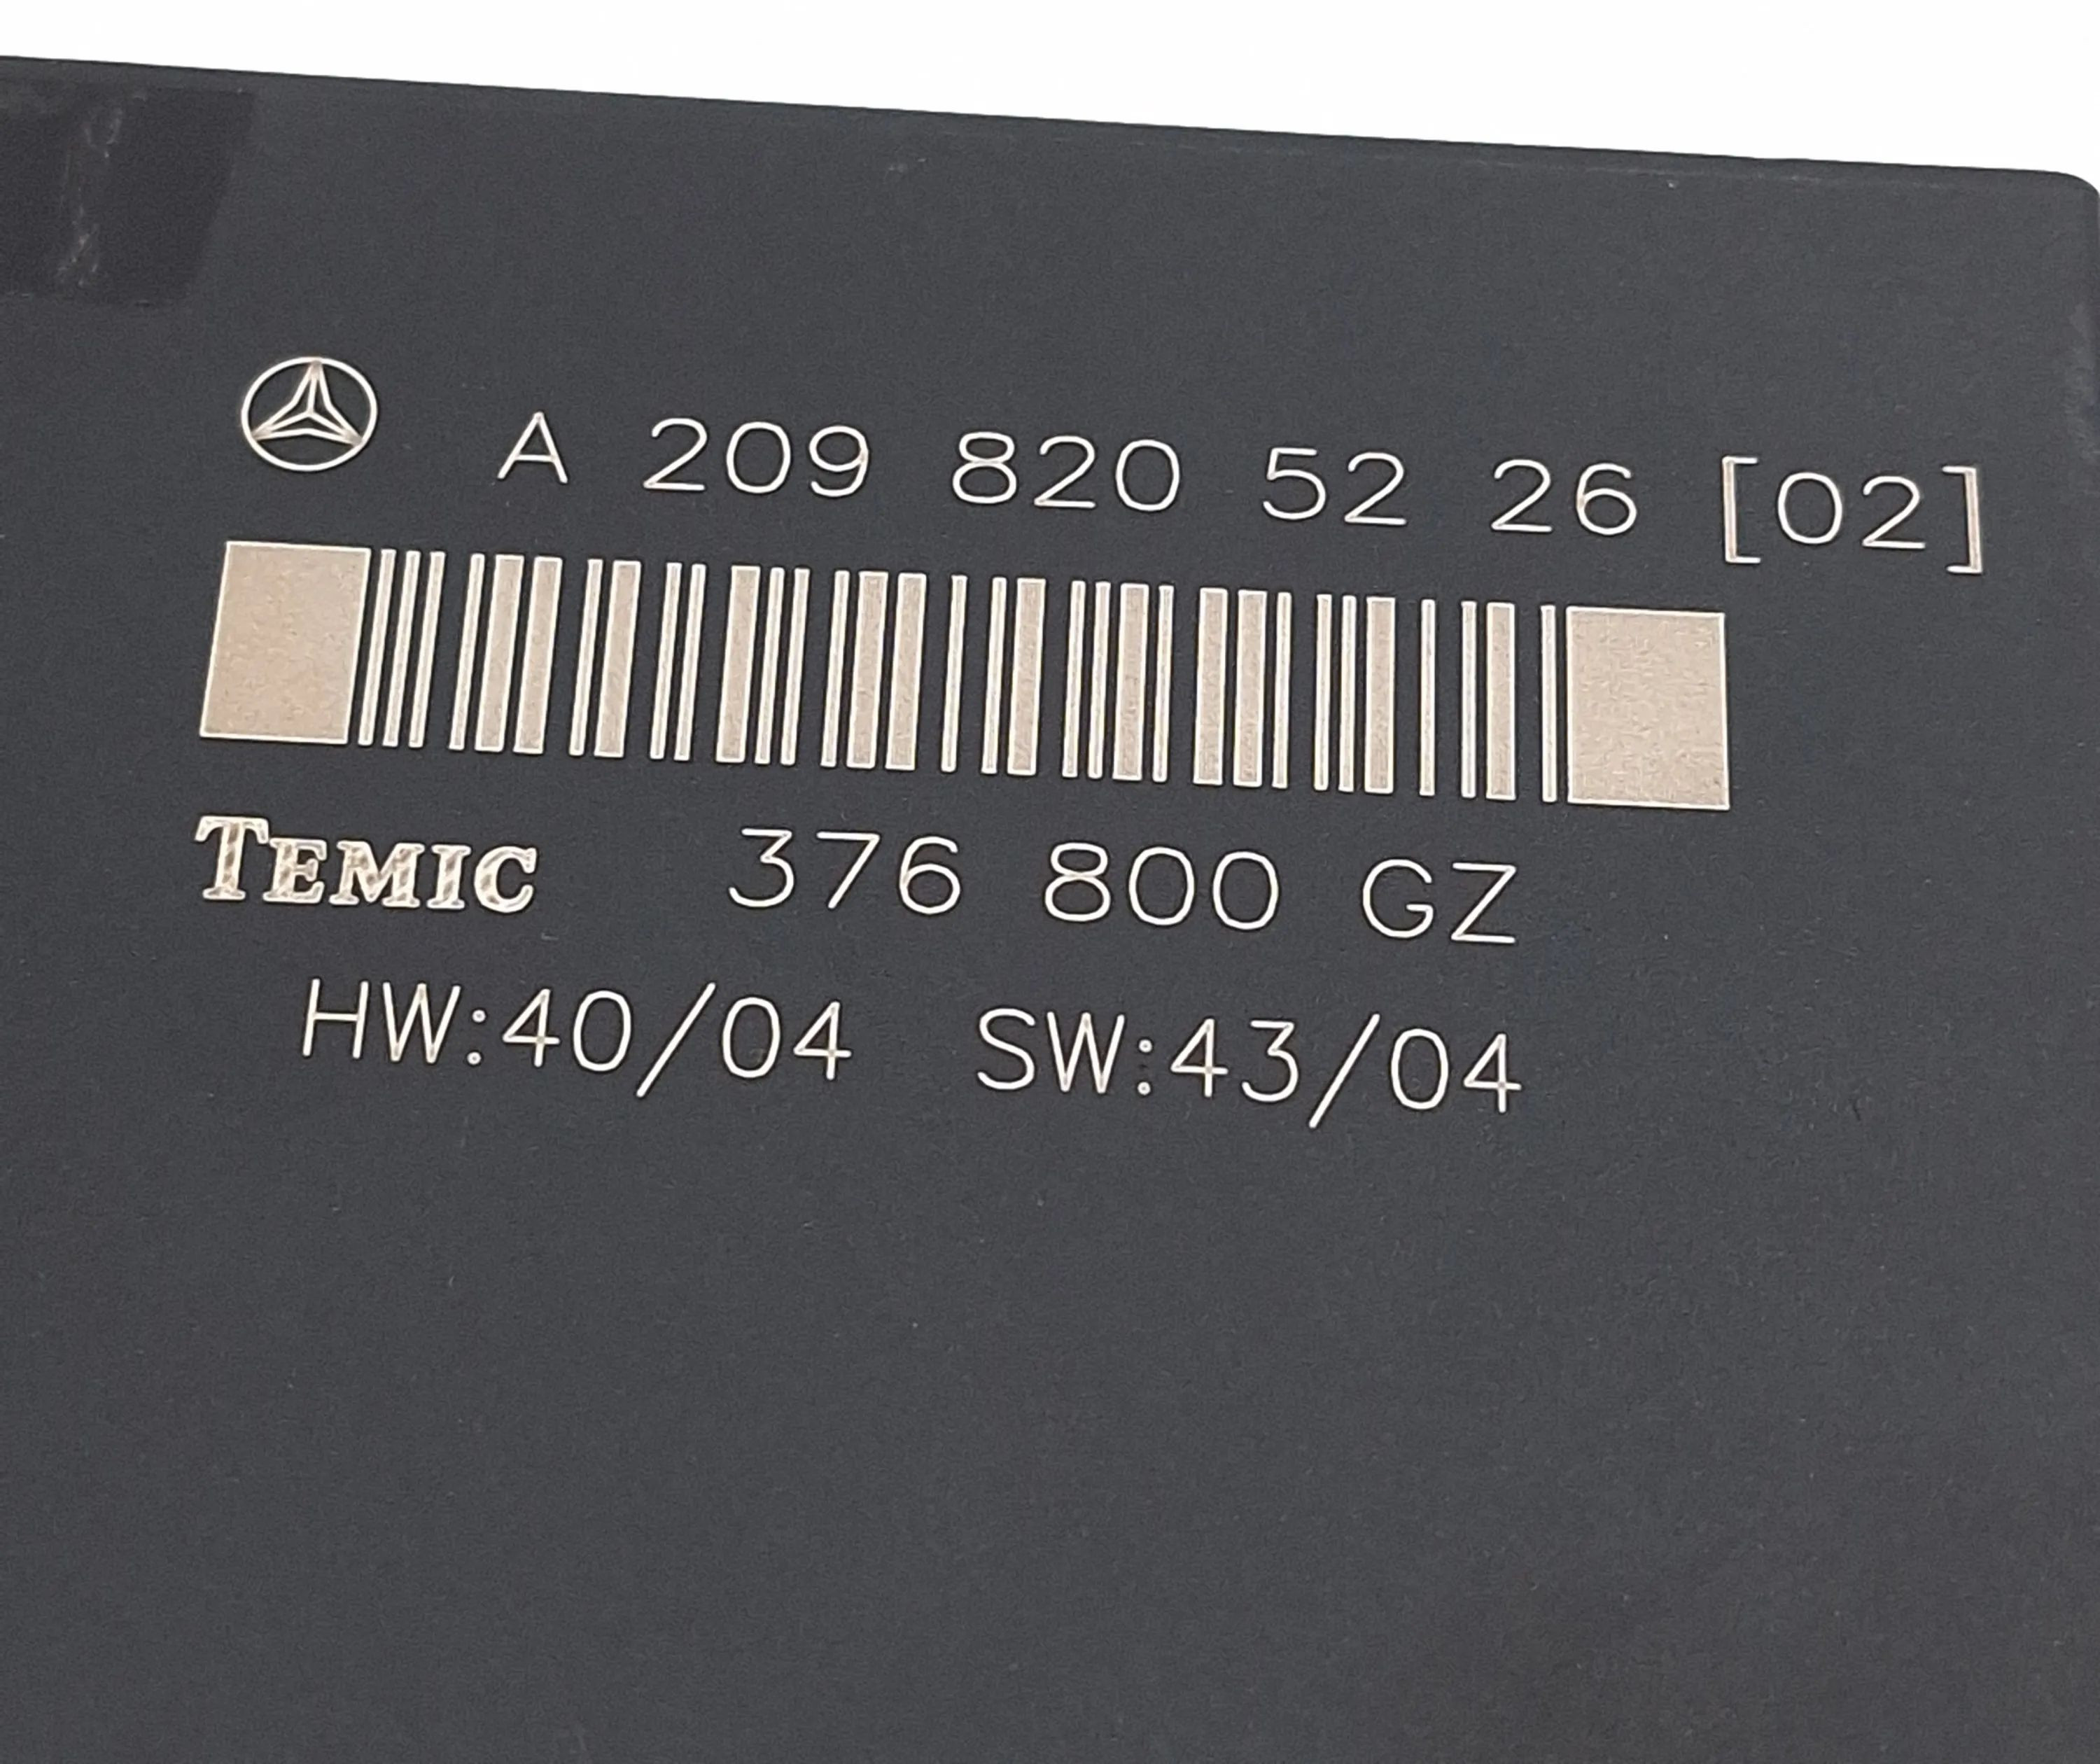 A 209 820 52 26 [02]
TEMIC 376 800 GZ
HW:40/04 SW:43/04